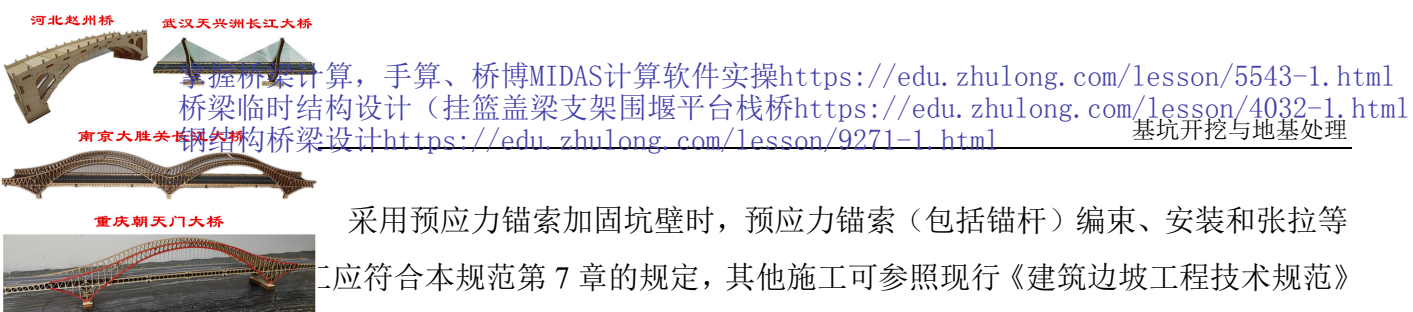 河北赵州桥
武汉天兴洲长江大桥
掌握桥梁计算，手算、桥博MIDAS计算软件实操https://edu.zhulong.com/lesson/5543-1.html
桥梁临时结构设计（挂篮盖梁支架围堰平台栈桥https://edu.zhulong.com/lesson/4032-1.html
南京大胜关长江大桥
钢结构桥梁设计https://edu.zhulong.com/lesson/9271-1.html
基坑开挖与地基处理
重庆朝天门大桥
采用预应力锚索加固坑壁时，预应力锚索（包括锚杆）编束、安装和张拉等
应符合本规范第 7 章的规定，其他施工可参照现行《建筑边坡工程技术规范》